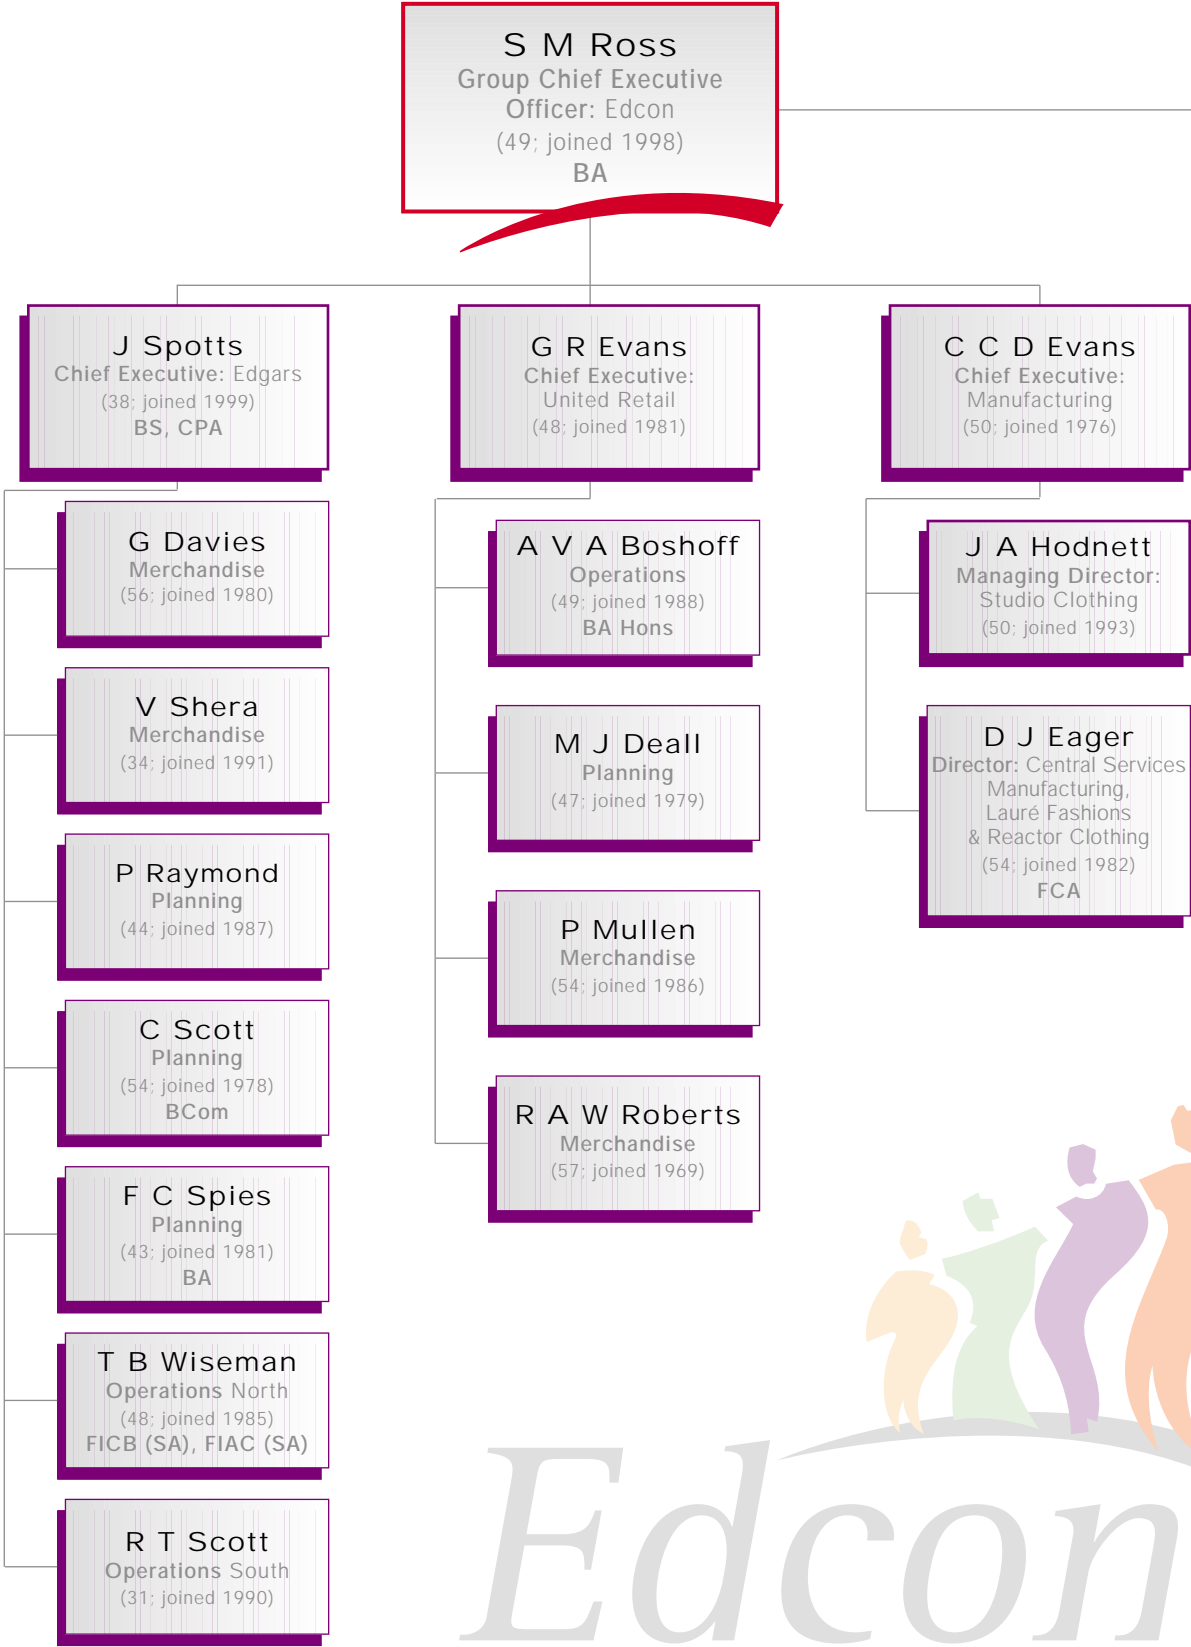 S M Ross
Group Chief Executive
Officer: Edcon
(49; joined 1998)
BA
J Spotts
Chief Executive: Edgars
(38; joined 1999)
BS, CPA
G Davies
Merchandise
(56; joined 1980)
V Shera
Merchandise
(34; joined 1991)
P Raymond
Planning
(44; joined 1987)
C Scott
Planning
(54; joined 1978)
BCom
F C Spies
Planning
(43; joined 1981)
BA
T B Wiseman
Operations North
(48; joined 1985)
FICB (SA), FIAC (SA)
R T Scott
Operations South
(31; joined 1990)
G R Evans
Chief Executive:
United Retail
(48; joined 1981)
A V A Boshoff
Operations
(49; joined 1988)
BA Hons
M J Deall
Planning
(47; joined 1979)
P Mullen
Merchandise
(54; joined 1986)
R A W Roberts
Merchandise
(57; joined 1969)
C C D Evans
Chief Executive:
Manufacturing
(50; joined 1976)
J A Hodnett
Managing Director:
Studio Clothing
(50; joined 1993)
D J Eager
Director: Central Services
Manufacturing,
Lauré Fashions
& Reactor Clothing
(54; joined 1982)
FCA
Edcon